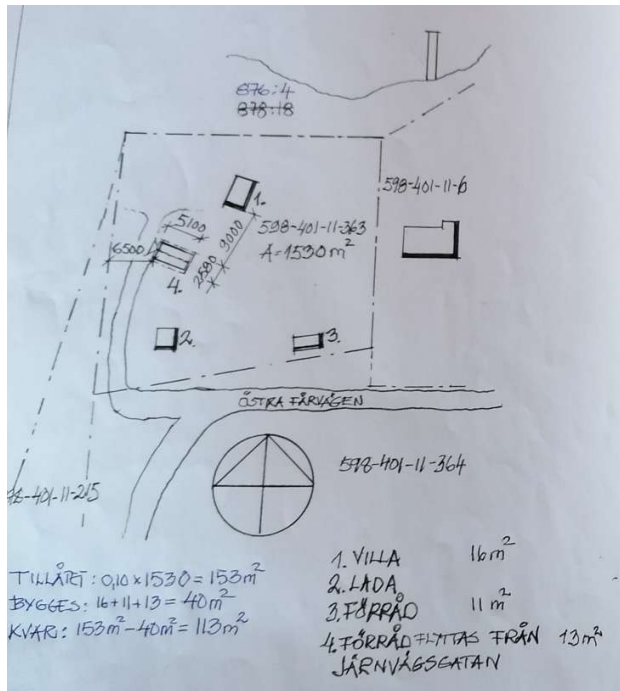 876:4
878:18
598-401-11-6
1.
5100
598-401-11-363
A=1530 m²
6500
9000
2580
4.
2.
3.
ÖSTRA FÄRVÄGEN
598-401-11-364
-401-11-215
TILLÅTET: 0,10 x 1530 = 153 m²
BYGGES: 16+11+13 = 40 m²
KVAR: 153 m² - 40 m² = 113 m²
1. VILLA 16 m²
2. LADA
3. FÖRRÅD 11 m²
4. FÖRRÅD FLYTTAS FRÅN 13 m²
JÄRNVÄGSGATAN